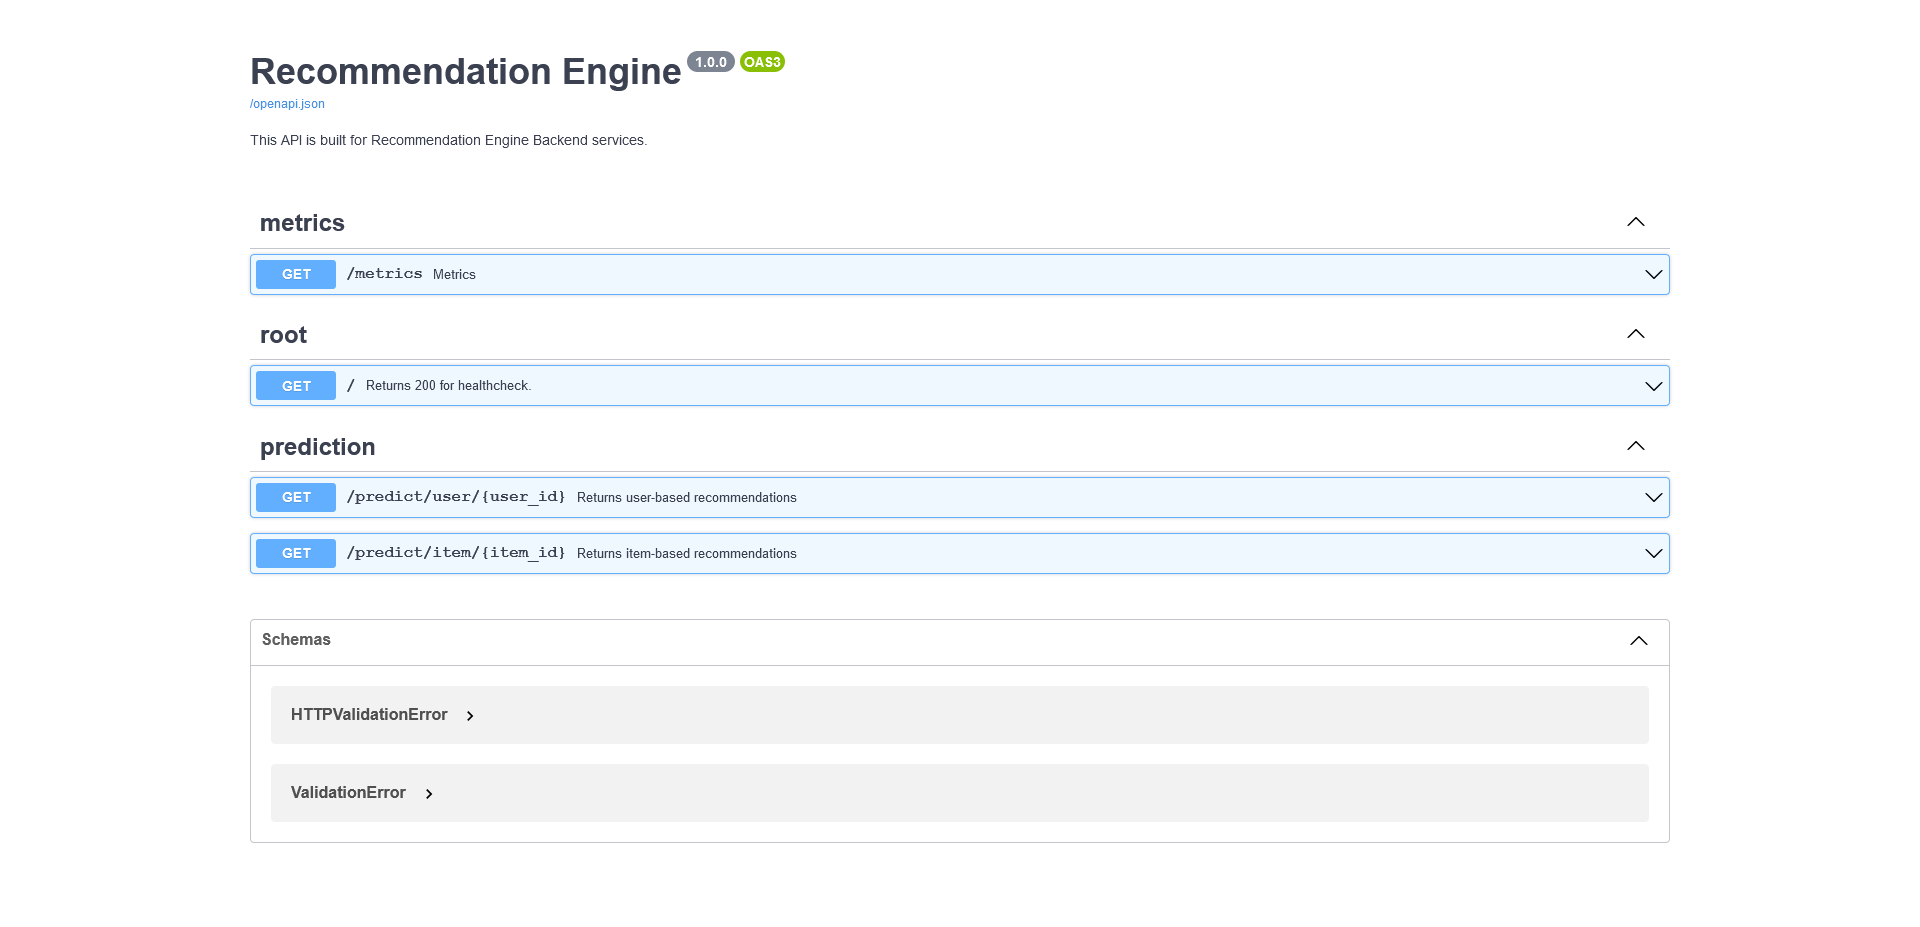 Recommendation Engine 1.0.0 OAS3
/openapi.json
This API is built for Recommendation Engine Backend services.
metrics
GET /metrics Metrics
root
GET / Returns 200 for healthcheck.
prediction
GET /predict/user/{user_id} Returns user-based recommendations
GET /predict/item/{item_id} Returns item-based recommendations
Schemas
HTTPValidationError
ValidationError